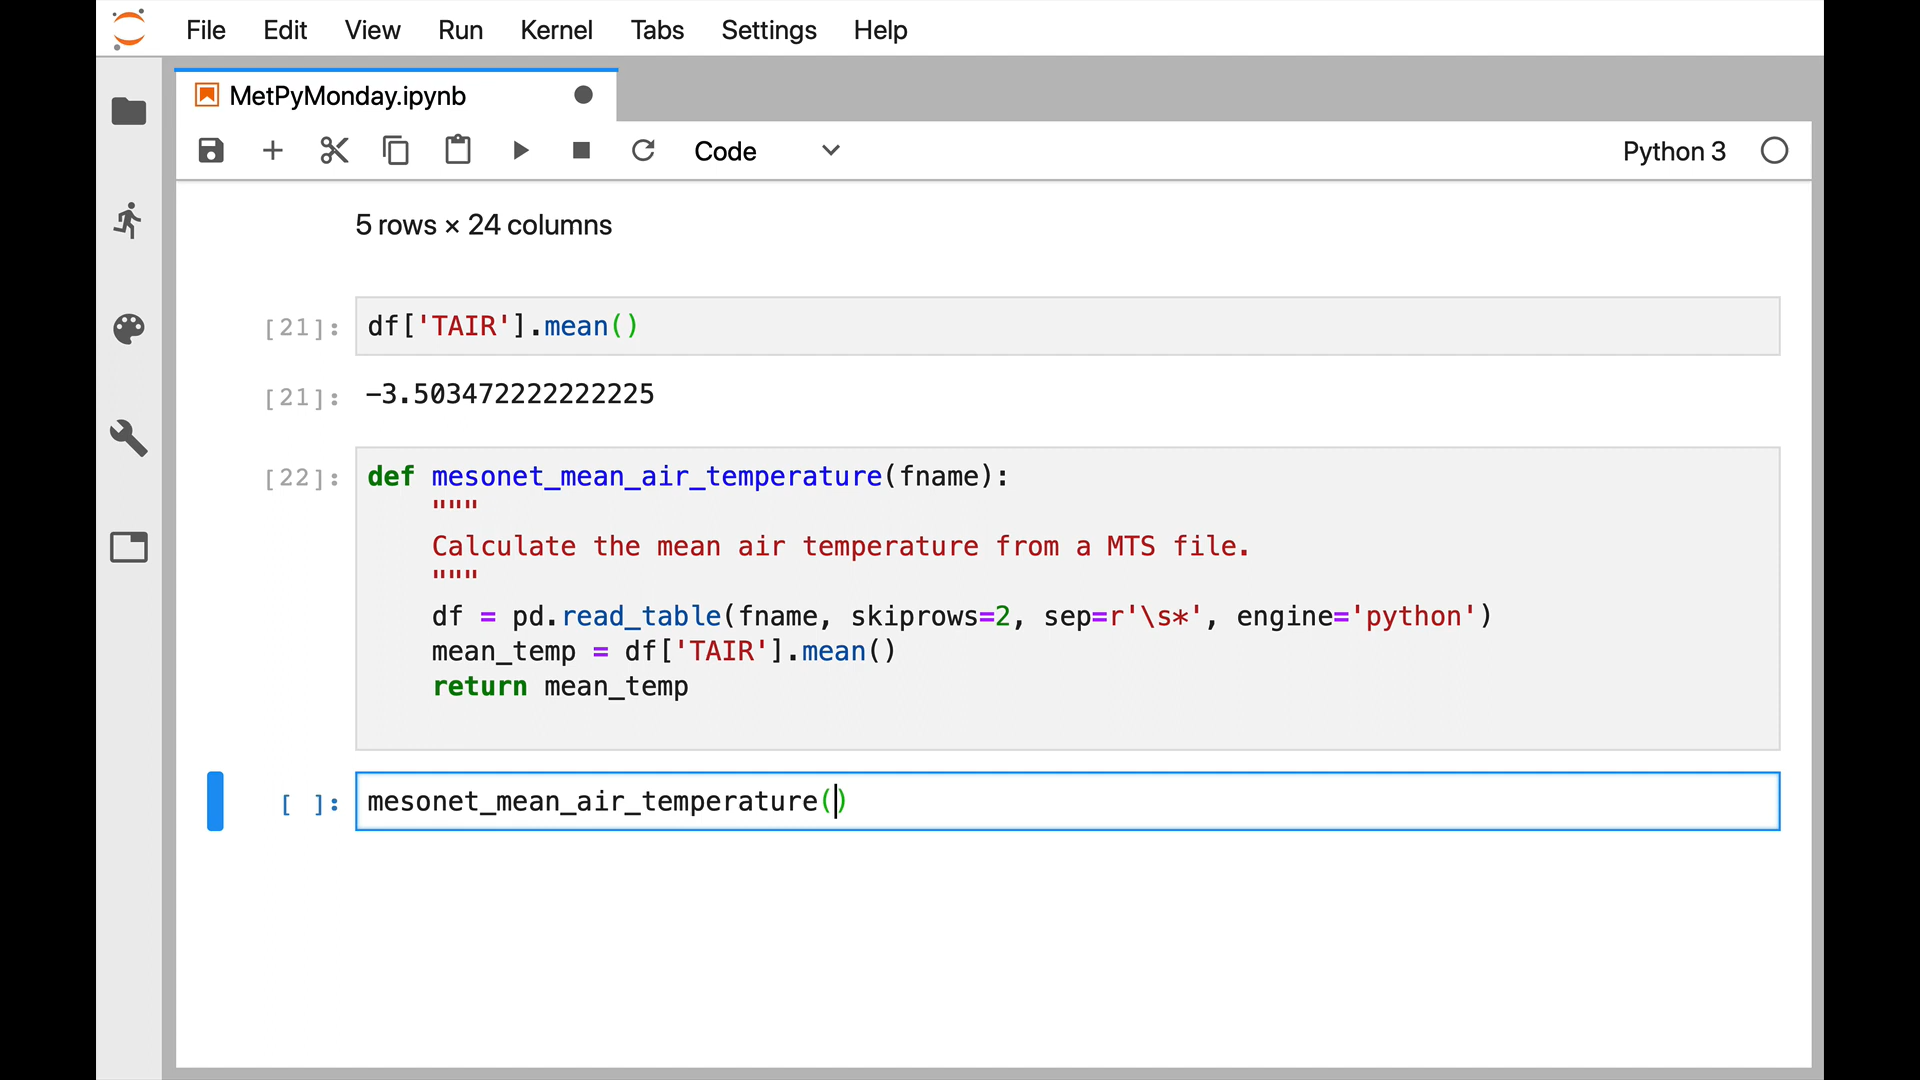 File Edit View Run Kernel Tabs Settings Help
MetPyMonday.ipynb
Code Python 3
5 rows × 24 columns
[21]: df['TAIR'].mean()
[21]: -3.503472222222225
[22]: def mesonet_mean_air_temperature(fname):
"""
Calculate the mean air temperature from a MTS file.
"""
df = pd.read_table(fname, skiprows=2, sep=r'\s*', engine='python')
mean_temp = df['TAIR'].mean()
return mean_temp
[ ]: mesonet_mean_air_temperature()